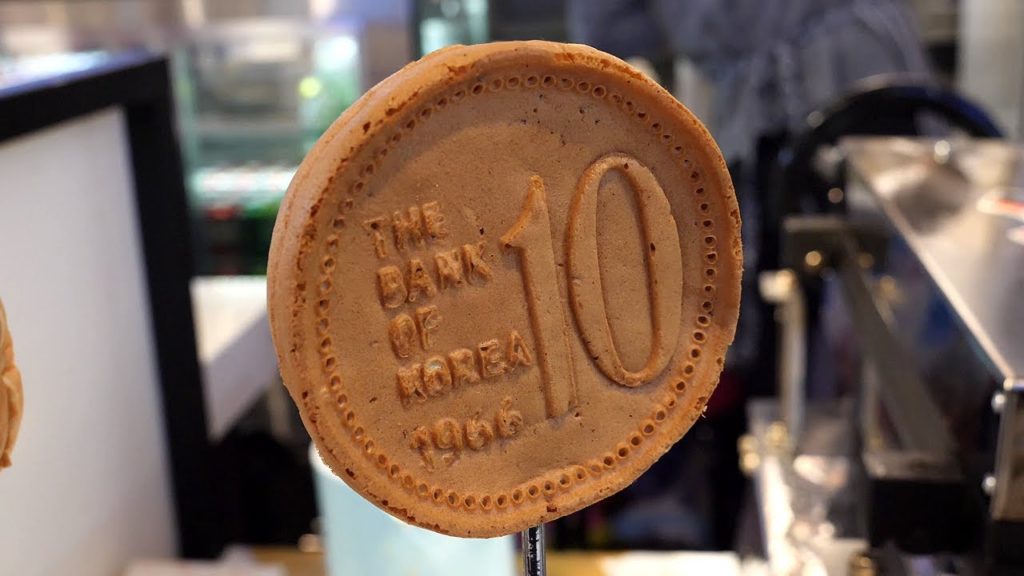 THE
BANK
OF
KOREA
1966
10